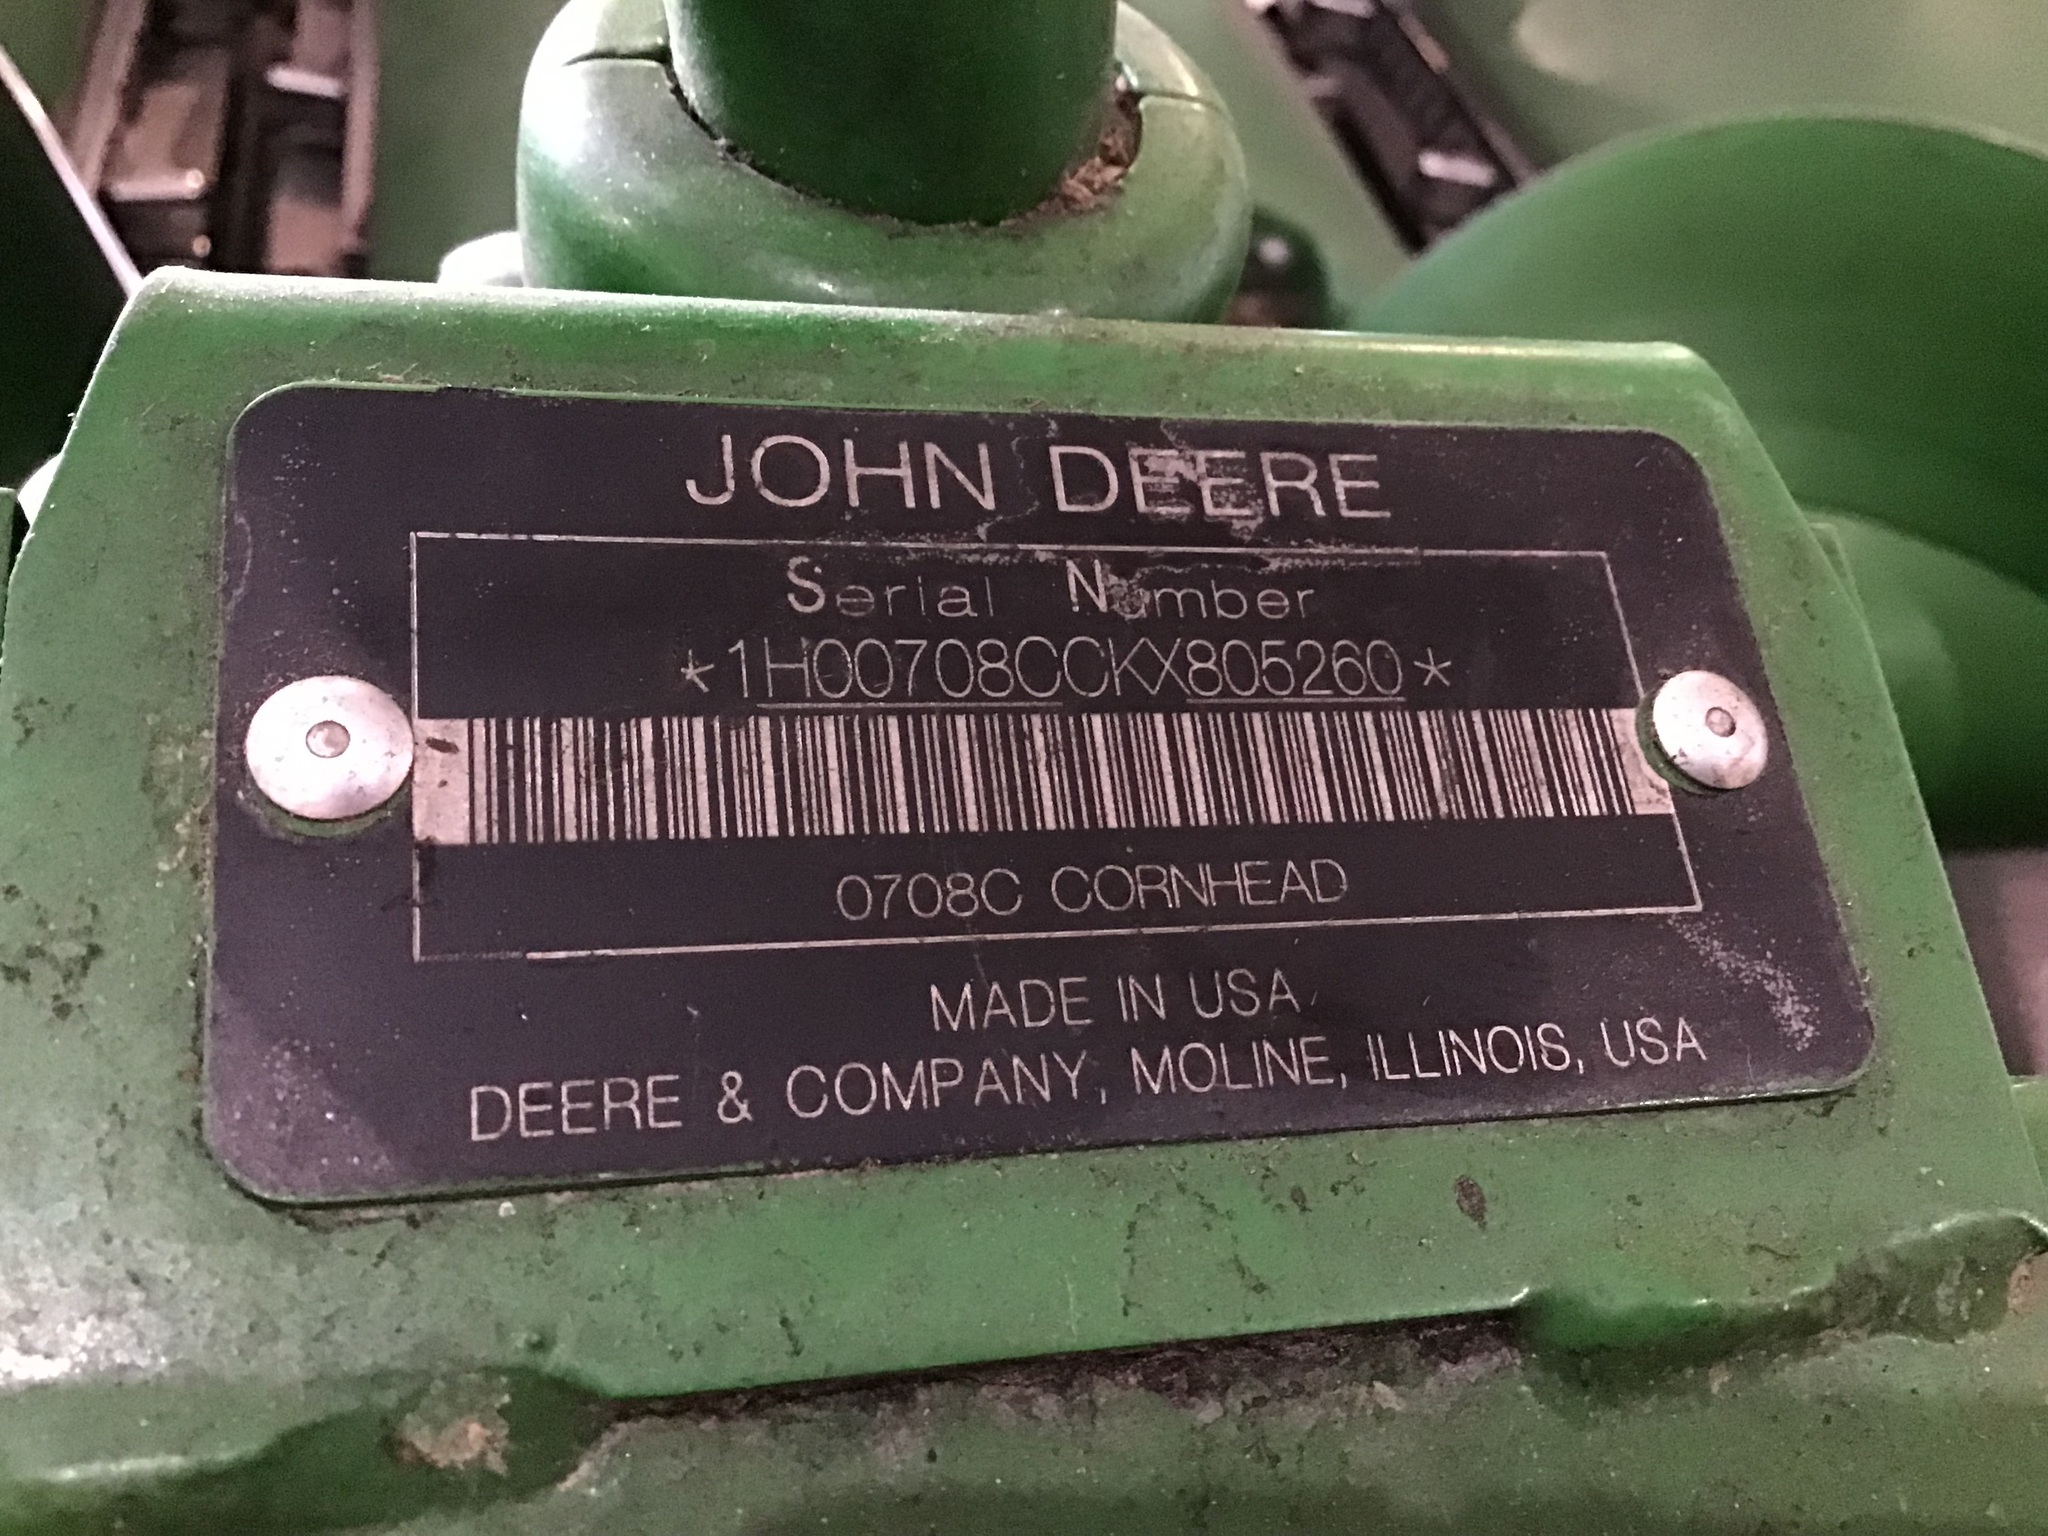 JOHN DEERE
Serial Number
*1H00708CCKX805260*
0708C CORNHEAD
MADE IN USA
DEERE & COMPANY, MOLINE, ILLINOIS, USA